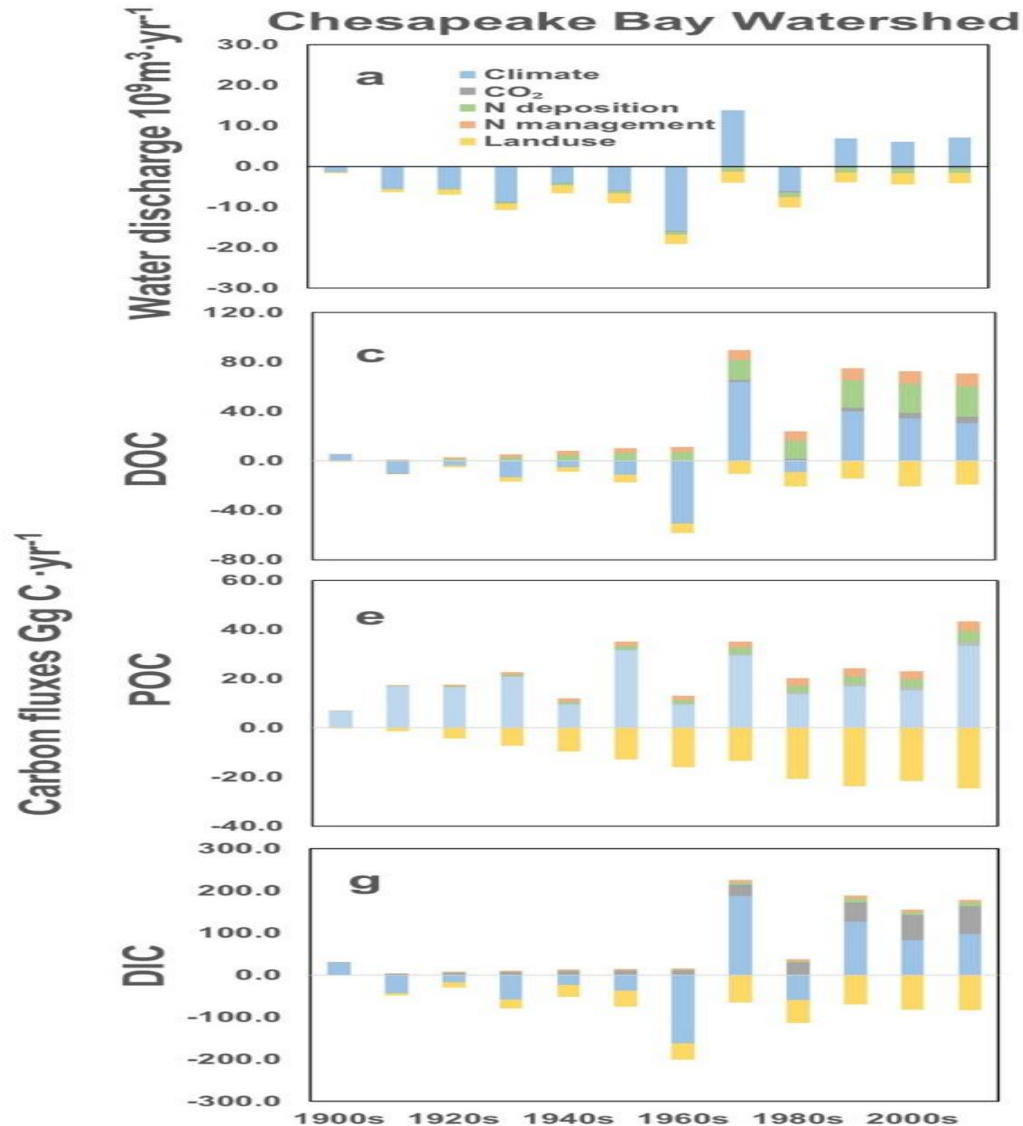 Chesapeake Bay Watershed
Water discharge 10⁹m³·yr⁻¹
30.0
20.0
10.0
0.0
-10.0
-20.0
-30.0
a
Climate
CO₂
N deposition
N management
Landuse
Carbon fluxes Gg C ·yr⁻¹
DOC
120.0
80.0
40.0
0.0
-40.0
-80.0
c
POC
60.0
40.0
20.0
0.0
-20.0
-40.0
e
DIC
300.0
200.0
100.0
0.0
-100.0
-200.0
-300.0
g
1900s 1920s 1940s 1960s 1980s 2000s